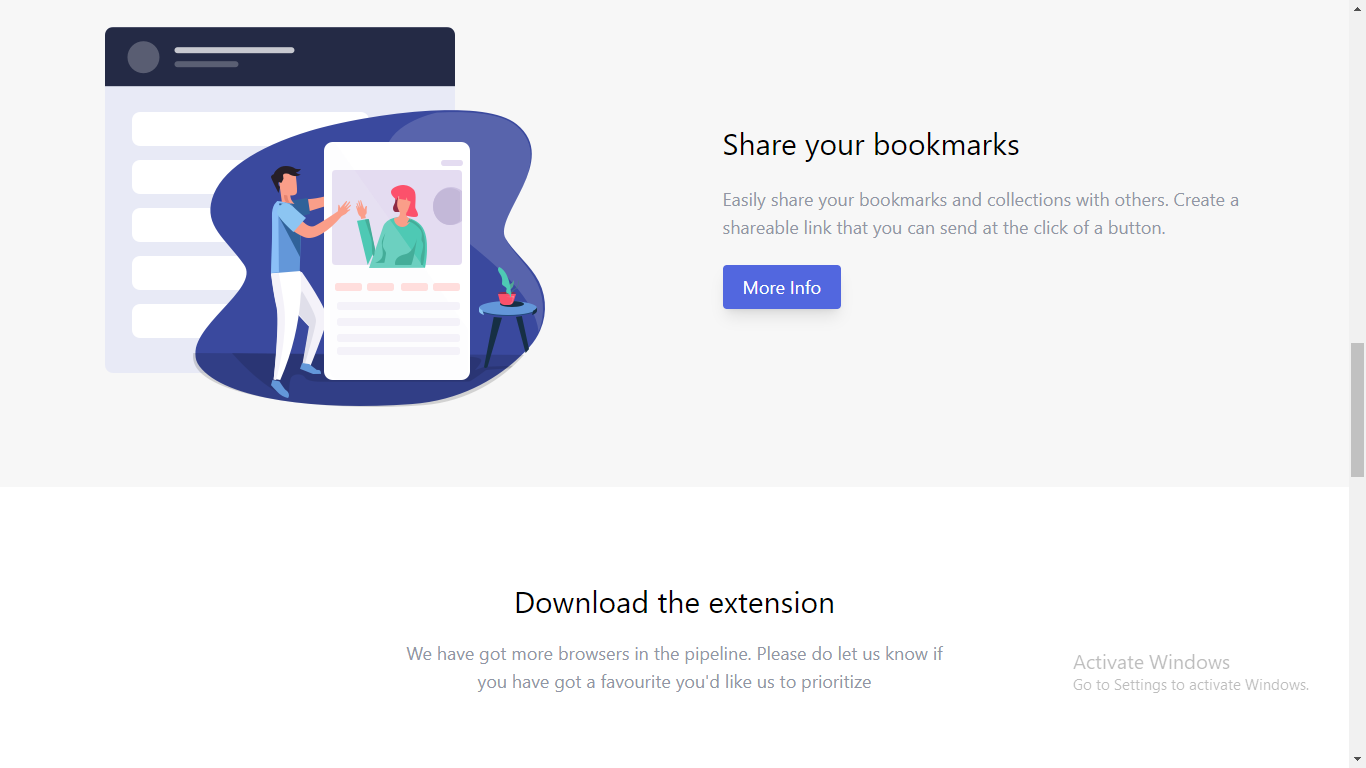 Share your bookmarks
Easily share your bookmarks and collections with others. Create a
shareable link that you can send at the click of a button.
More Info
Download the extension
We have got more browsers in the pipeline. Please do let us know if
you have got a favourite you'd like us to prioritize
Activate Windows
Go to Settings to activate Windows.